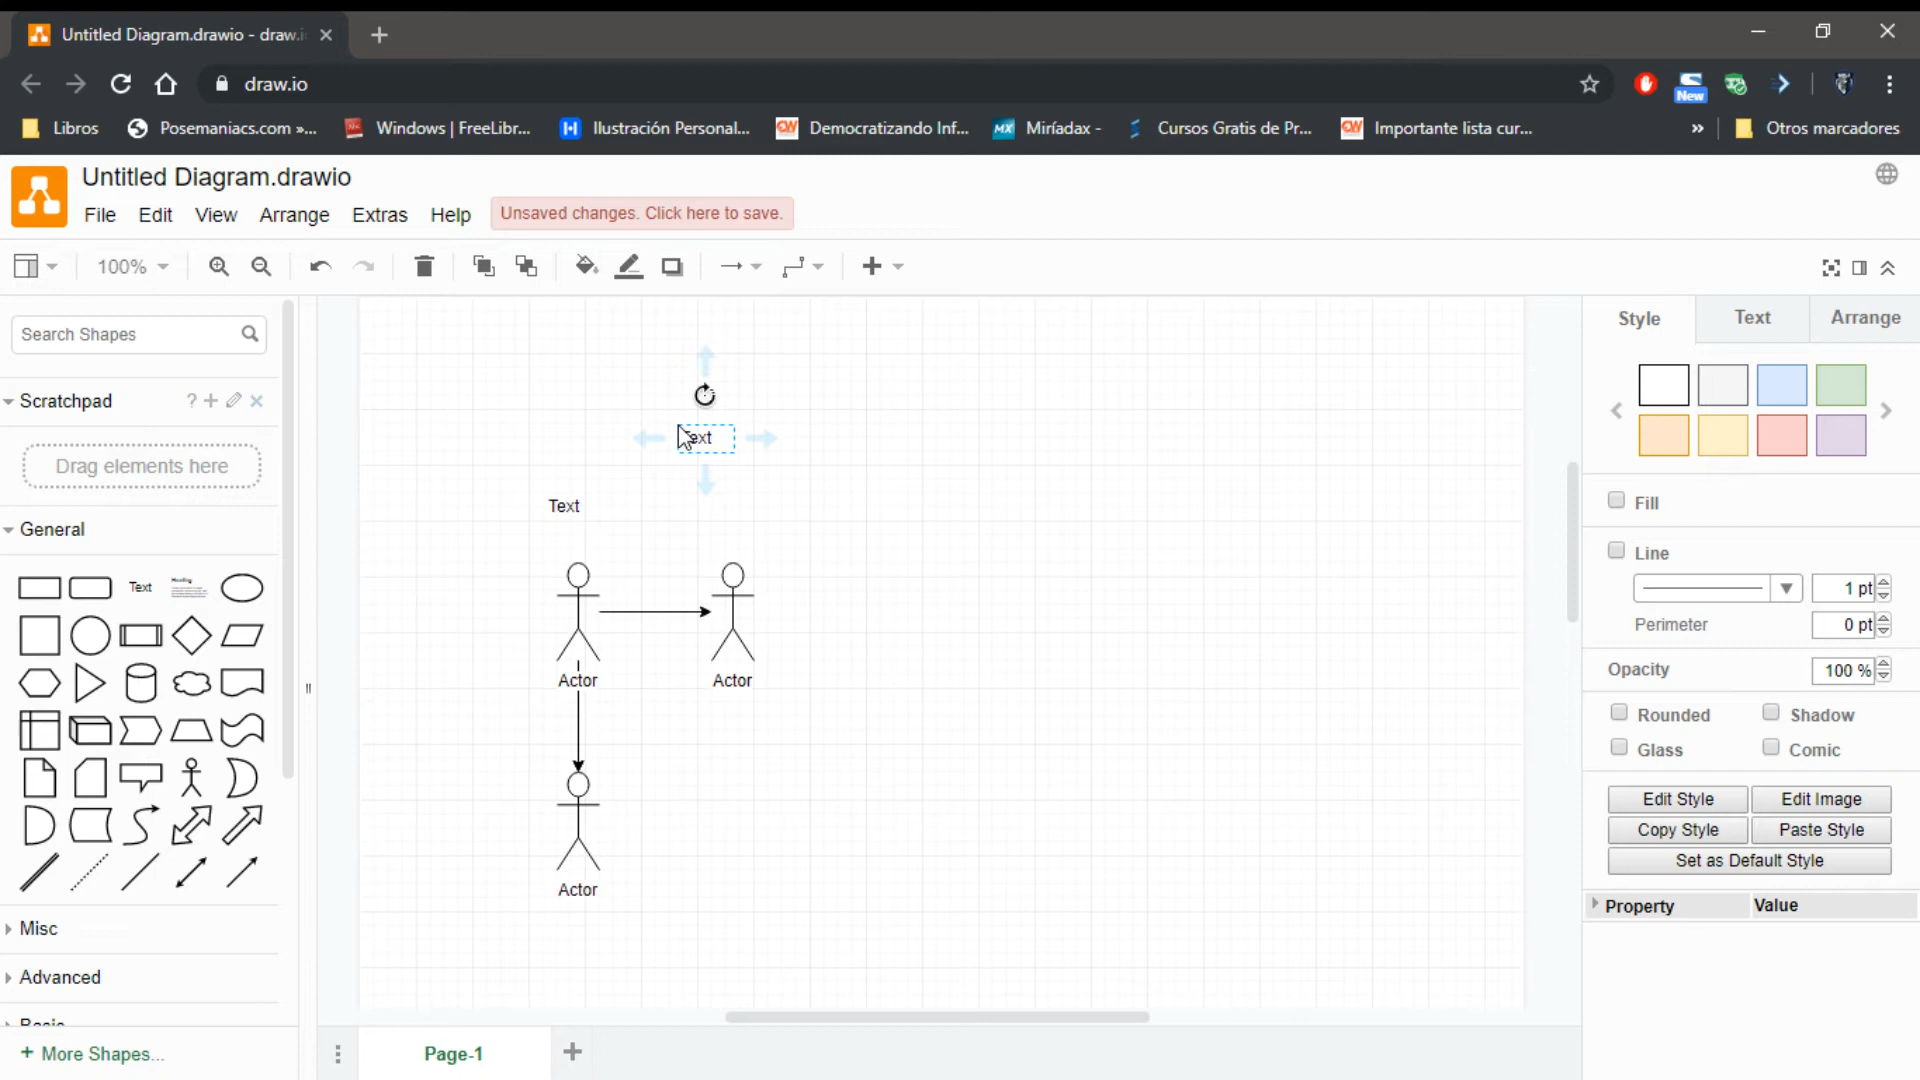 Untitled Diagram.drawio - draw.i
draw.io
New
Libros
Posemaniacs.com »...
Windows | FreeLibr...
Ilustración Personal...
Democratizando Inf...
Miríadax -
Cursos Gratis de Pr...
Importante lista cur...
»
Otros marcadores
Untitled Diagram.drawio
File Edit View Arrange Extras Help
Unsaved changes. Click here to save.
100%
Search Shapes
Scratchpad
?
Drag elements here
General
Text
Heading
Misc
Advanced
Basic
+ More Shapes...
Text
Text
Actor
Actor
Actor
Page-1
Style Text Arrange
Fill
Line
1 pt
Perimeter 0 pt
Opacity 100 %
Rounded Shadow
Glass Comic
Edit Style Edit Image
Copy Style Paste Style
Set as Default Style
Property Value